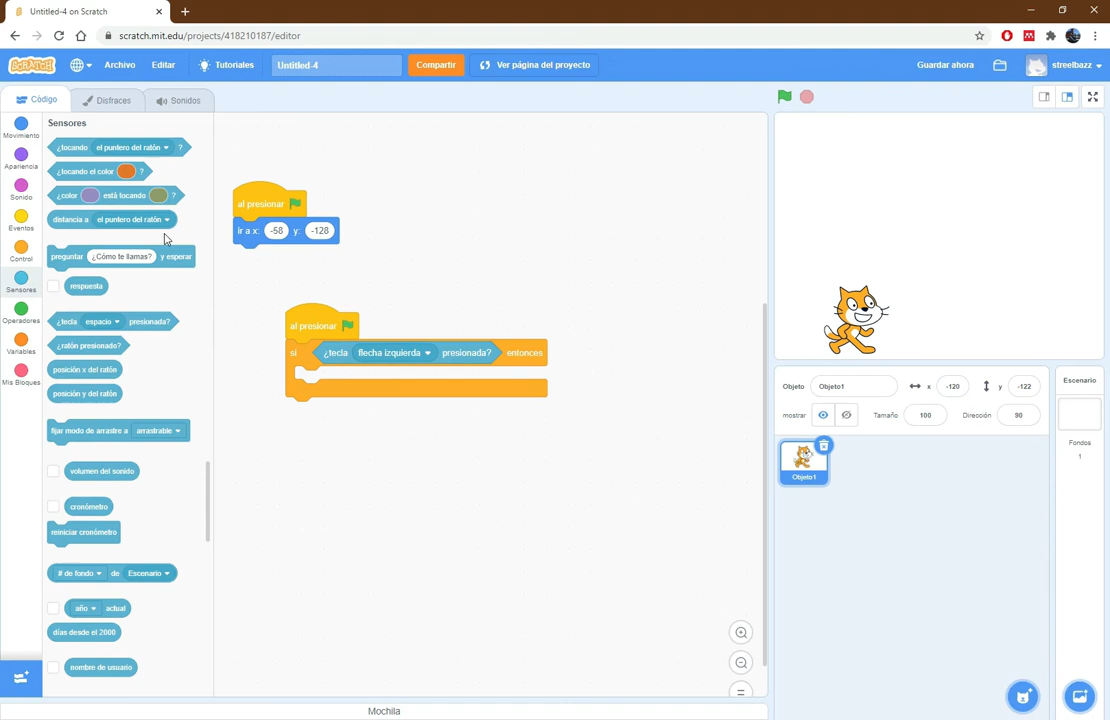 Untitled-4 on Scratch
scratch.mit.edu/projects/418210187/editor
SCRATCH Archivo Editar Tutoriales Untitled-4 Compartir Ver página del proyecto Guardar ahora streelbazz
Código Disfraces Sonidos
Movimiento
Apariencia
Sonido
Eventos
Control
Sensores
Operadores
Variables
Mis Bloques
Sensores
¿tocando el puntero del ratón ?
¿tocando el color ?
¿color está tocando ?
distancia a el puntero del ratón
preguntar ¿Cómo te llamas? y esperar
respuesta
¿tecla espacio presionada?
¿ratón presionado?
posición x del ratón
posición y del ratón
fijar modo de arrastre a arrastrable
volumen del sonido
cronómetro
reiniciar cronómetro
# de fondo de Escenario
año actual
días desde el 2000
nombre de usuario
al presionar
ir a x: -58 y: -128
al presionar
si ¿tecla flecha izquierda presionada? entonces
Objeto Objeto1 x -120 y -122
mostrar Tamaño 100 Dirección 90
Objeto1
Escenario
Fondos
1
Mochila